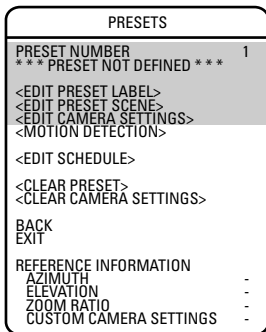 PRESETS
PRESET NUMBER 1
* * * PRESET NOT DEFINED * * *
<EDIT PRESET LABEL>
<EDIT PRESET SCENE>
<EDIT CAMERA SETTINGS>
<MOTION DETECTION>
<EDIT SCHEDULE>
<CLEAR PRESET>
<CLEAR CAMERA SETTINGS>
BACK
EXIT
REFERENCE INFORMATION
AZIMUTH -
ELEVATION -
ZOOM RATIO -
CUSTOM CAMERA SETTINGS -